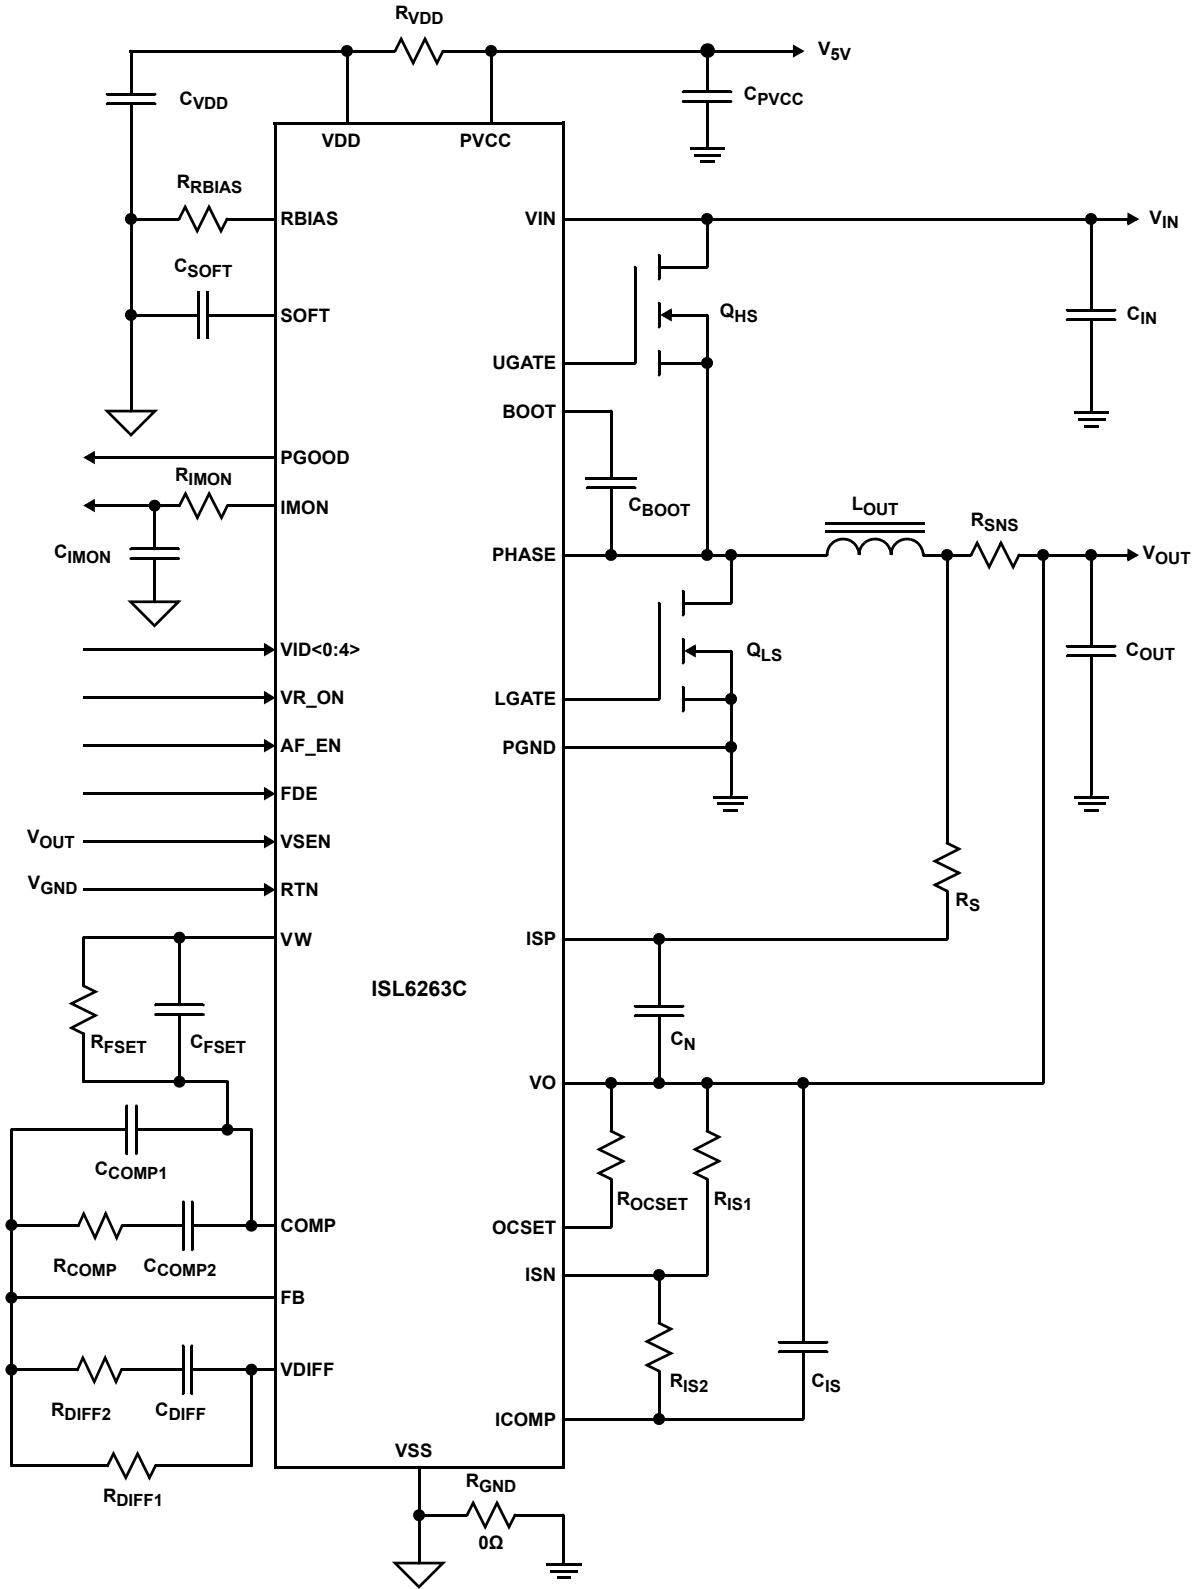 RVDD
V5V
CVDD
CPVCC
VDD
PVCC
RRBIAS
RBIAS
VIN
VIN
CSOFT
SOFT
QHS
CIN
UGATE
BOOT
PGOOD
RIMON
IMON
CBOOT
LOUT
RSNS
CIMON
PHASE
VOUT
VID<0:4>
QLS
COUT
VR_ON
LGATE
AF_EN
PGND
FDE
VOUT
VSEN
VGND
RTN
RS
VW
ISP
ISL6263C
RFSET
CFSET
CN
VO
CCOMP1
ROCSET
RIS1
COMP
OCSET
RCOMP
CCOMP2
ISN
FB
VDIFF
RIS2
CIS
RDIFF2
CDIFF
ICOMP
VSS
RDIFF1
RGND
0Ω